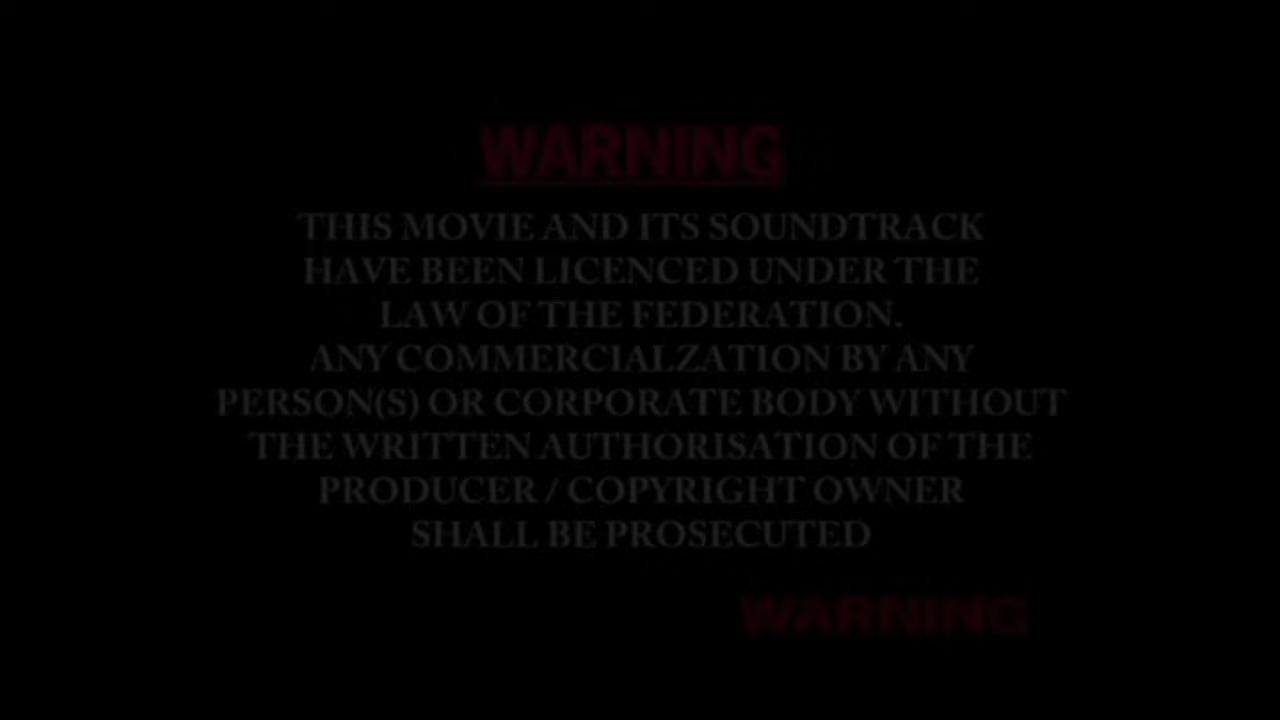 WARNING
THIS MOVIE AND ITS SOUNDTRACK
HAVE BEEN LICENCED UNDER THE
LAW OF THE FEDERATION.
ANY COMMERCIALZATION BY ANY
PERSON(S) OR CORPORATE BODY WITHOUT
THE WRITTEN AUTHORISATION OF THE
PRODUCER / COPYRIGHT OWNER
SHALL BE PROSECUTED
WARNING